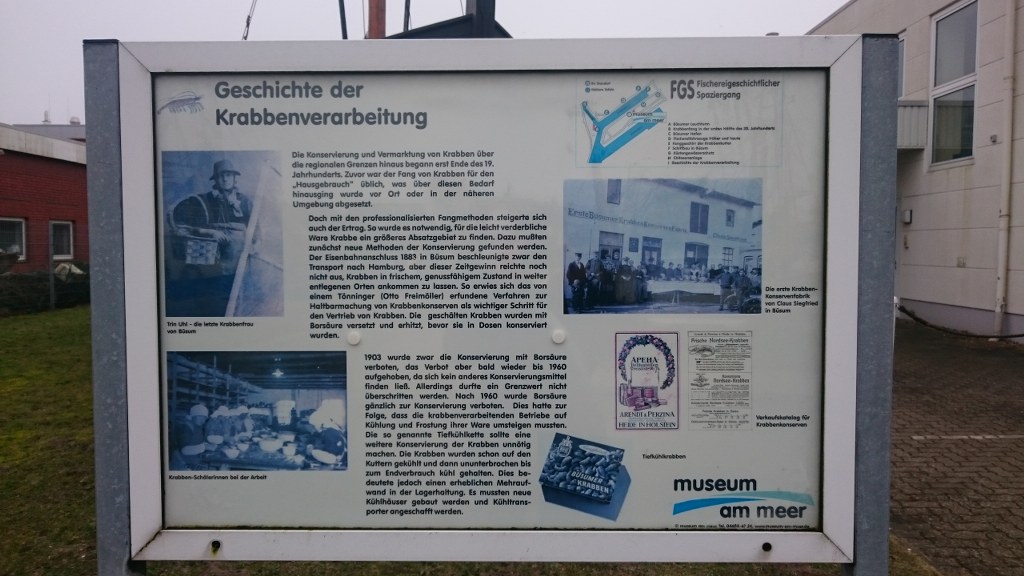 Geschichte der
Krabbenverarbeitung
FGS Fischereigeschichtlicher
Spaziergang
Die Konservierung und Vermarktung von Krabben über
die regionalen Grenzen hinaus begann erst Ende des 19.
Jahrhunderts. Zuvor war der Fang von Krabben für den
„Hausgebrauch" üblich, was über diesen Bedarf
hinausging wurde vor Ort oder in der näheren
Umgebung abgesetzt.
Doch mit den professionalisierten Fangmethoden steigerte sich
auch der Ertrag. So wurde es notwendig, für die leicht verderbliche
Ware Krabbe ein größeres Absatzgebiet zu finden. Dazu mußten
zunächst neue Methoden der Konservierung gefunden werden.
Der Eisenbahnanschluss 1883 in Büsum beschleunigte zwar den
Transport nach Hamburg, aber dieser Zeitgewinn reichte noch
nicht aus, Krabben in frischem, genussfähigem Zustand in weiter
entlegenen Orten ankommen zu lassen. So erwies sich das von
einem Tönninger (Otto Freimöller) erfundene Verfahren zur
Haltbarmachung von Krabbenkonserven als wichtiger Schritt für
den Vertrieb von Krabben. Die geschälten Krabben wurden mit
Borsäure versetzt und erhitzt, bevor sie in Dosen konserviert
wurden.
Trin Uhl - die letzte Krabbenfrau
von Büsum
Die erste Krabben-
Konservenfabrik
von Claus Siegfried
in Büsum
1903 wurde zwar die Konservierung mit Borsäure
verboten, das Verbot aber bald wieder bis 1960
aufgehoben, da sich kein anderes Konservierungsmittel
finden ließ. Allerdings durfte ein Grenzwert nicht
überschritten werden. Nach 1960 wurde Borsäure
gänzlich zur Konservierung verboten. Dies hatte zur
Folge, dass die krabbenverarbeitenden Betriebe auf
Kühlung und Frostung ihrer Ware umsteigen mussten.
Die so genannte Tiefkühlkette sollte eine
weitere Konservierung der Krabben unnötig
machen. Die Krabben wurden schon auf den
Kuttern gekühlt und dann ununterbrochen bis
zum Endverbrauch kühl gehalten. Dies be-
deutete jedoch einen erheblichen Mehrauf-
wand in der Lagerhaltung. Es mussten neue
Kühlhäuser gebaut werden und Kühltrans-
porter angeschafft werden.
Krabben-Schälerinnen bei der Arbeit
APEHA
ARENDT & PERZINA
HEIDE IN HOLSTEIN
Verkaufskatalog für
Krabbenkonserven
Tiefkühlkrabben
BÜSUMER
KRABBEN
museum
am meer